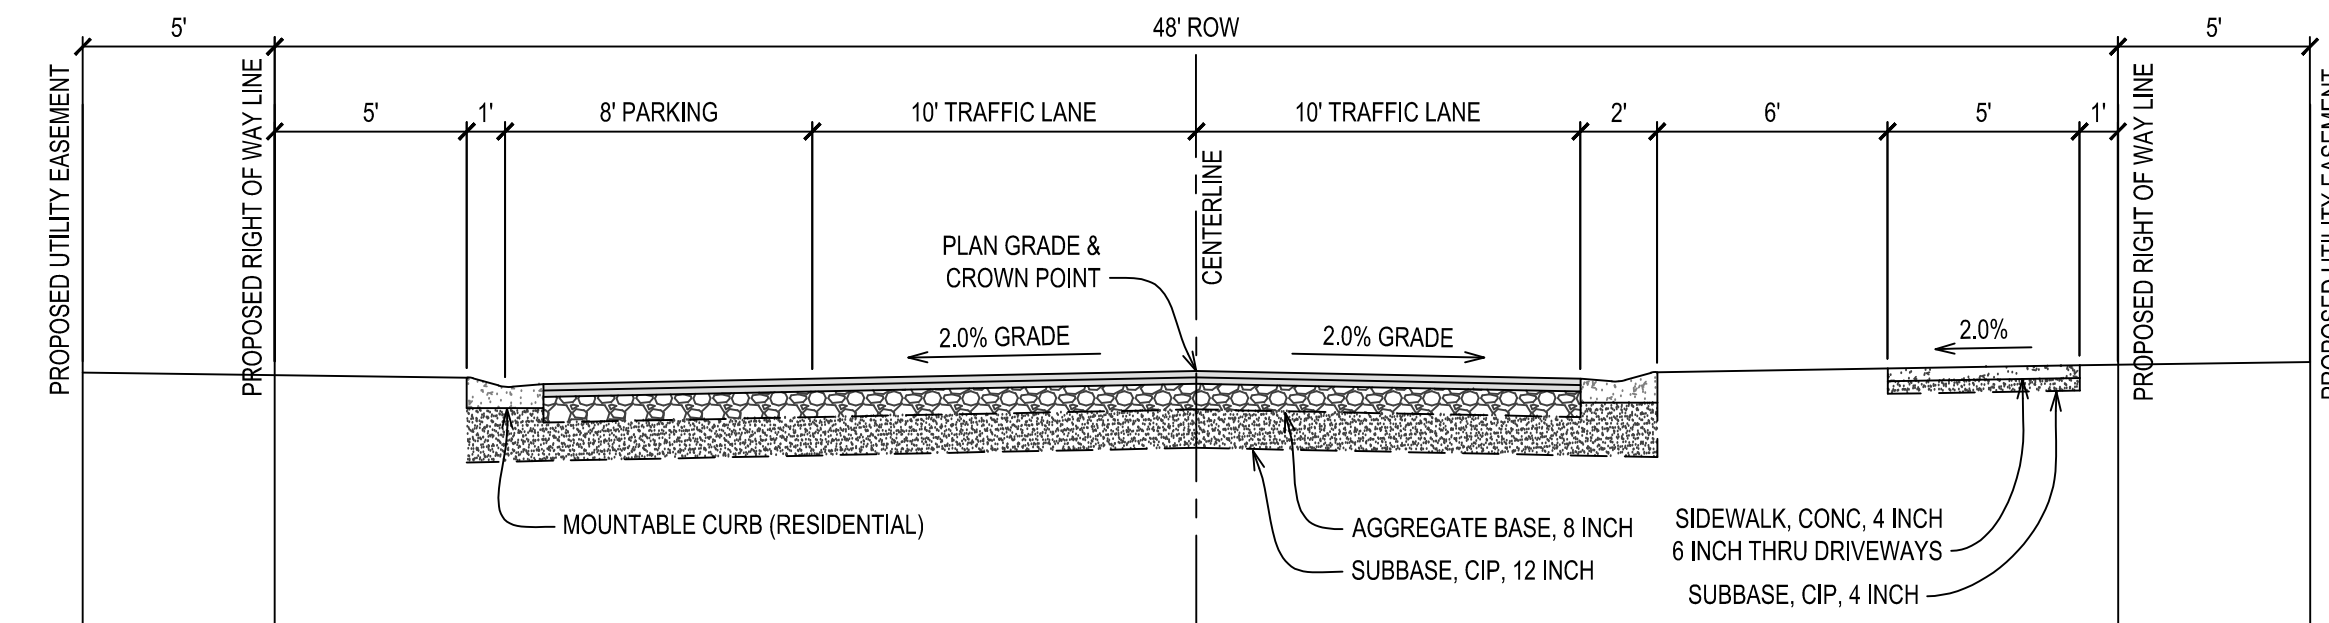 5'
48' ROW
5'
5'
1'
8' PARKING
10' TRAFFIC LANE
10' TRAFFIC LANE
2'
6'
5'
1'
PROPOSED UTILITY EASEMENT
PROPOSED RIGHT OF WAY LINE
CENTERLINE
PROPOSED RIGHT OF WAY LINE
PROPOSED UTILITY EASEMENT
PLAN GRADE &
CROWN POINT
2.0% GRADE
2.0% GRADE
2.0%
MOUNTABLE CURB (RESIDENTIAL)
AGGREGATE BASE, 8 INCH
SUBBASE, CIP, 12 INCH
SIDEWALK, CONC, 4 INCH
6 INCH THRU DRIVEWAYS
SUBBASE, CIP, 4 INCH